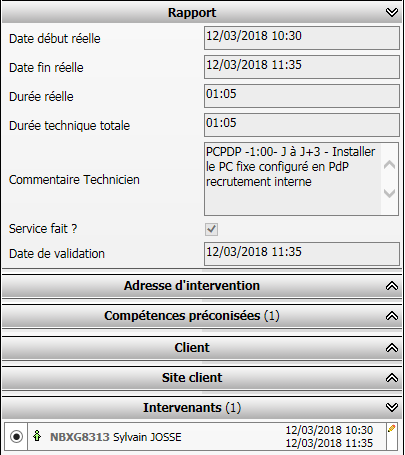 Rapport
Date début réelle 12/03/2018 10:30
Date fin réelle 12/03/2018 11:35
Durée réelle 01:05
Durée technique totale 01:05
PCPDP -1:00- J à J+3 - Installer
le PC fixe configuré en PdP
Commentaire Technicien
recrutement interne
Service fait ?
Date de validation 12/03/2018 11:35
Adresse d'intervention
Compétences préconisées (1)
Client
Site client
Intervenants (1)
NBXG8313 Sylvain JOSSE 12/03/2018 10:30
12/03/2018 11:35